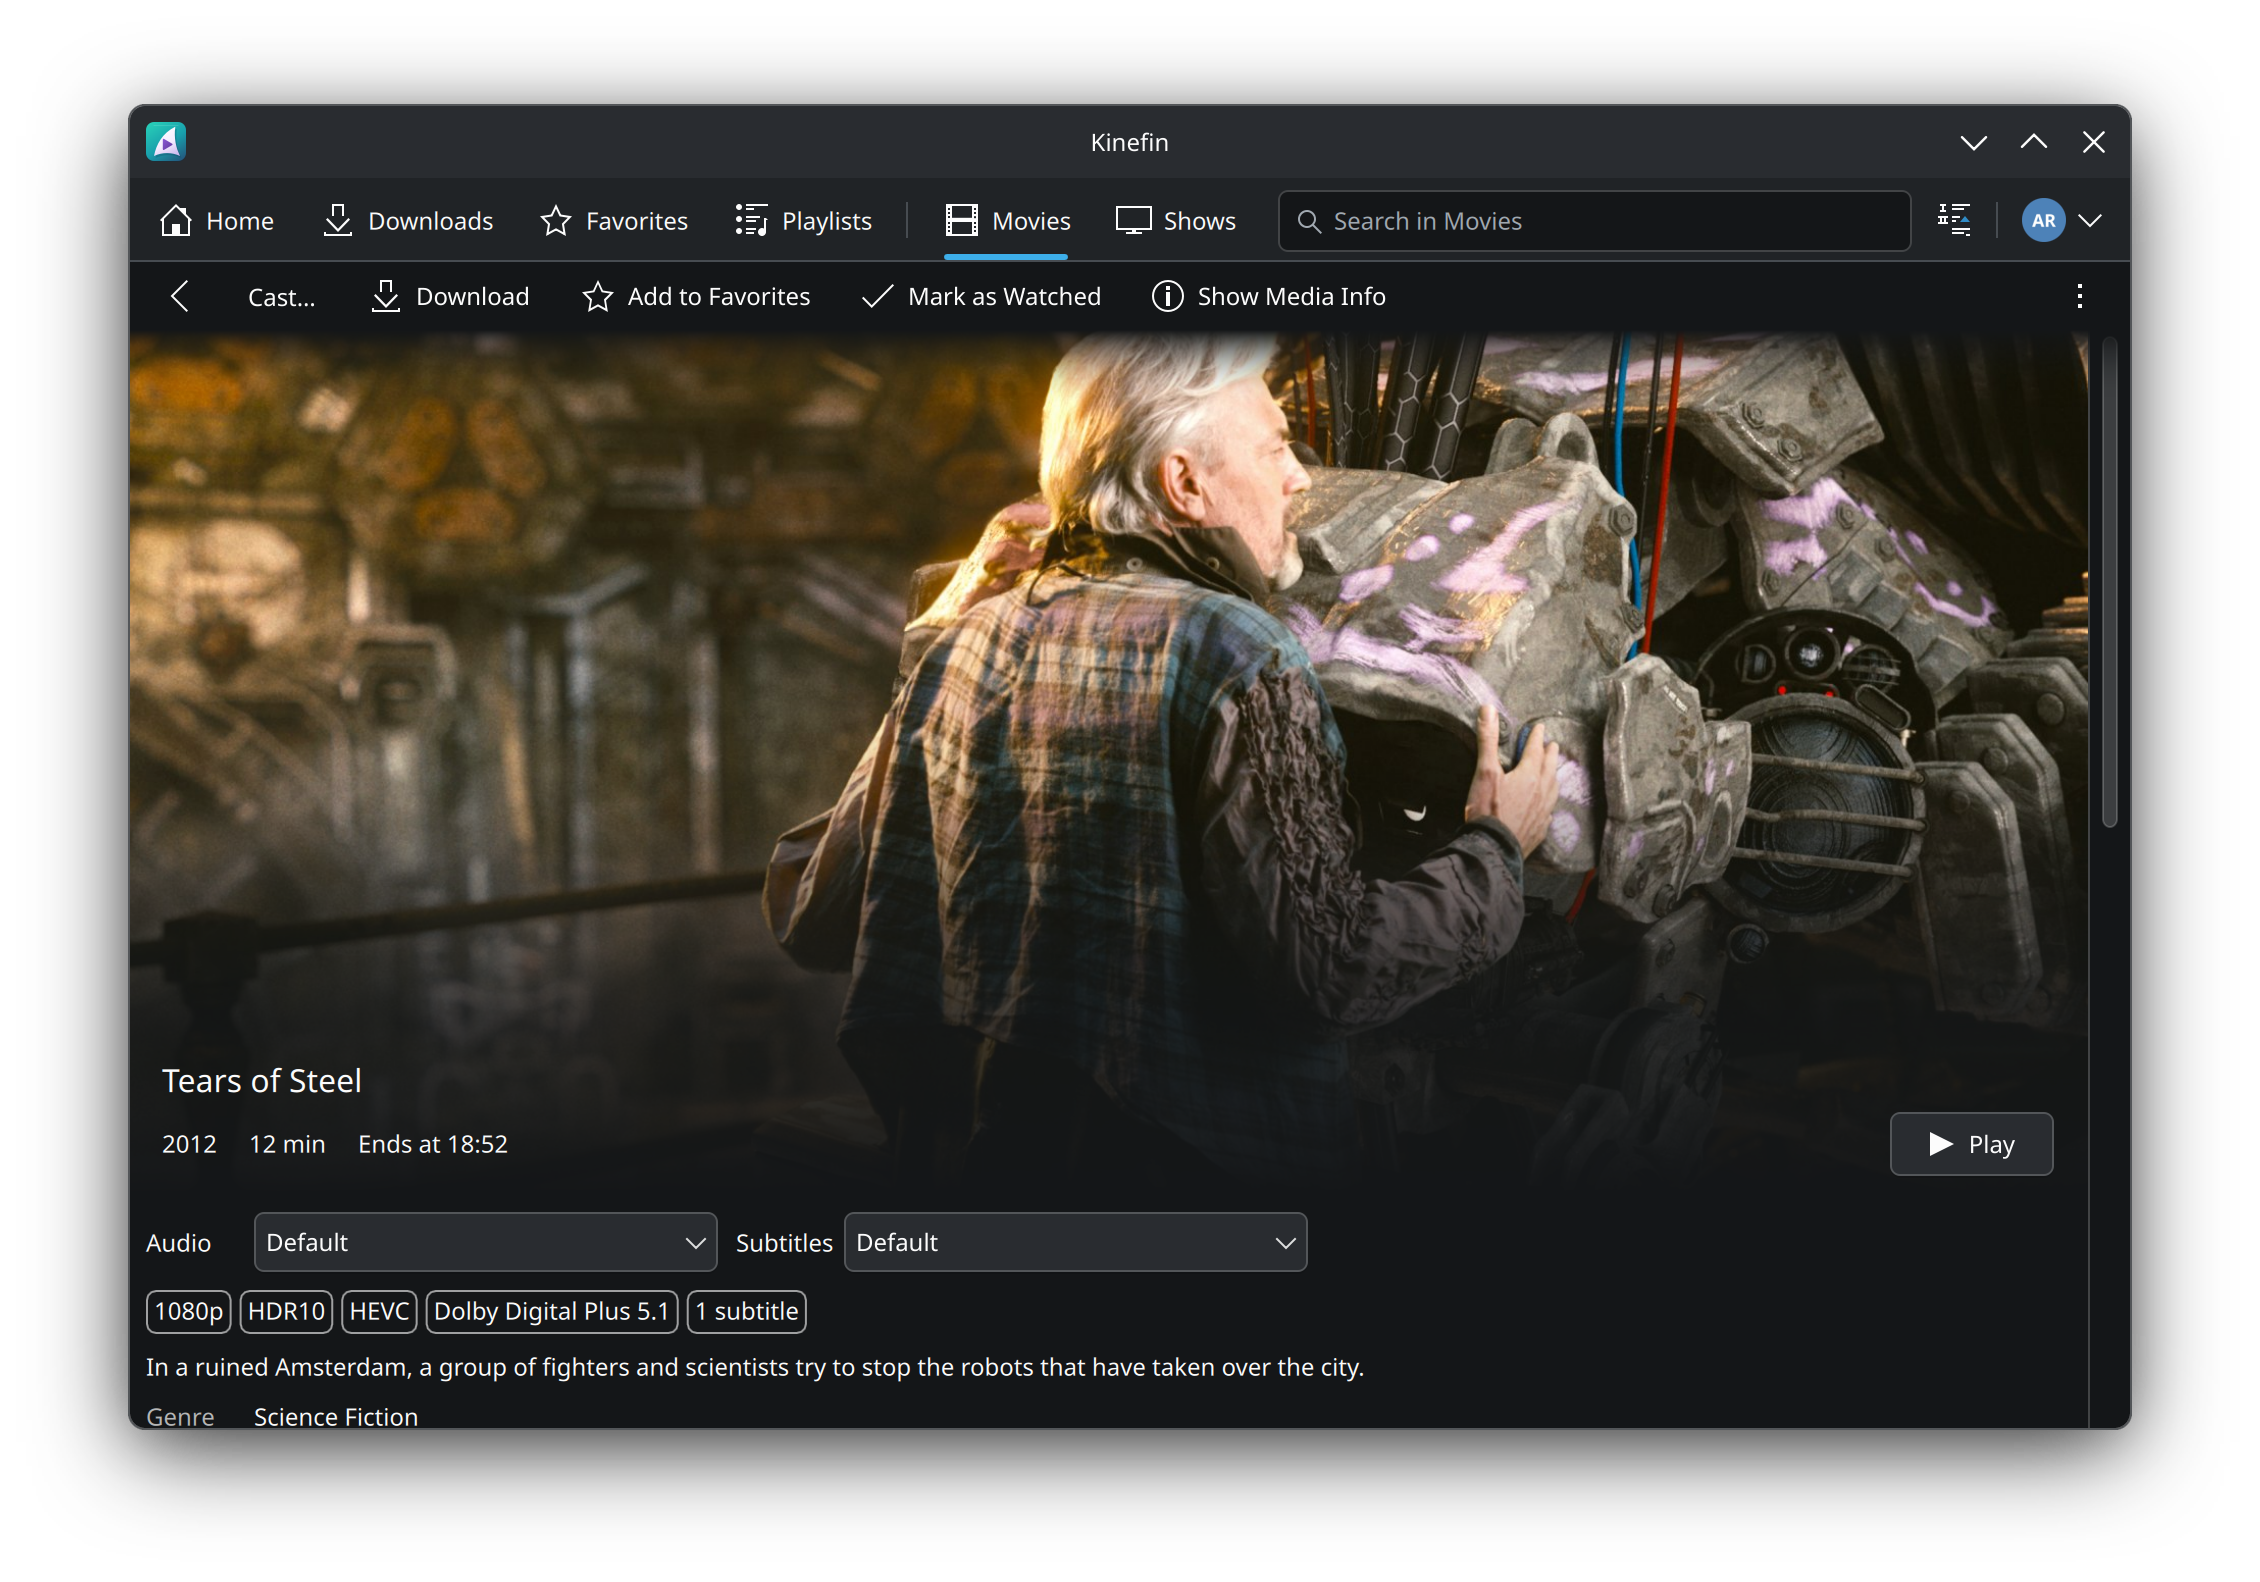 Kinefin
Home Downloads Favorites Playlists Movies Shows Search in Movies AR
Cast... Download Add to Favorites Mark as Watched Show Media Info
Tears of Steel
2012 12 min Ends at 18:52
Play
Audio Default Subtitles Default
1080p HDR10 HEVC Dolby Digital Plus 5.1 1 subtitle
In a ruined Amsterdam, a group of fighters and scientists try to stop the robots that have taken over the city.
Genre Science Fiction